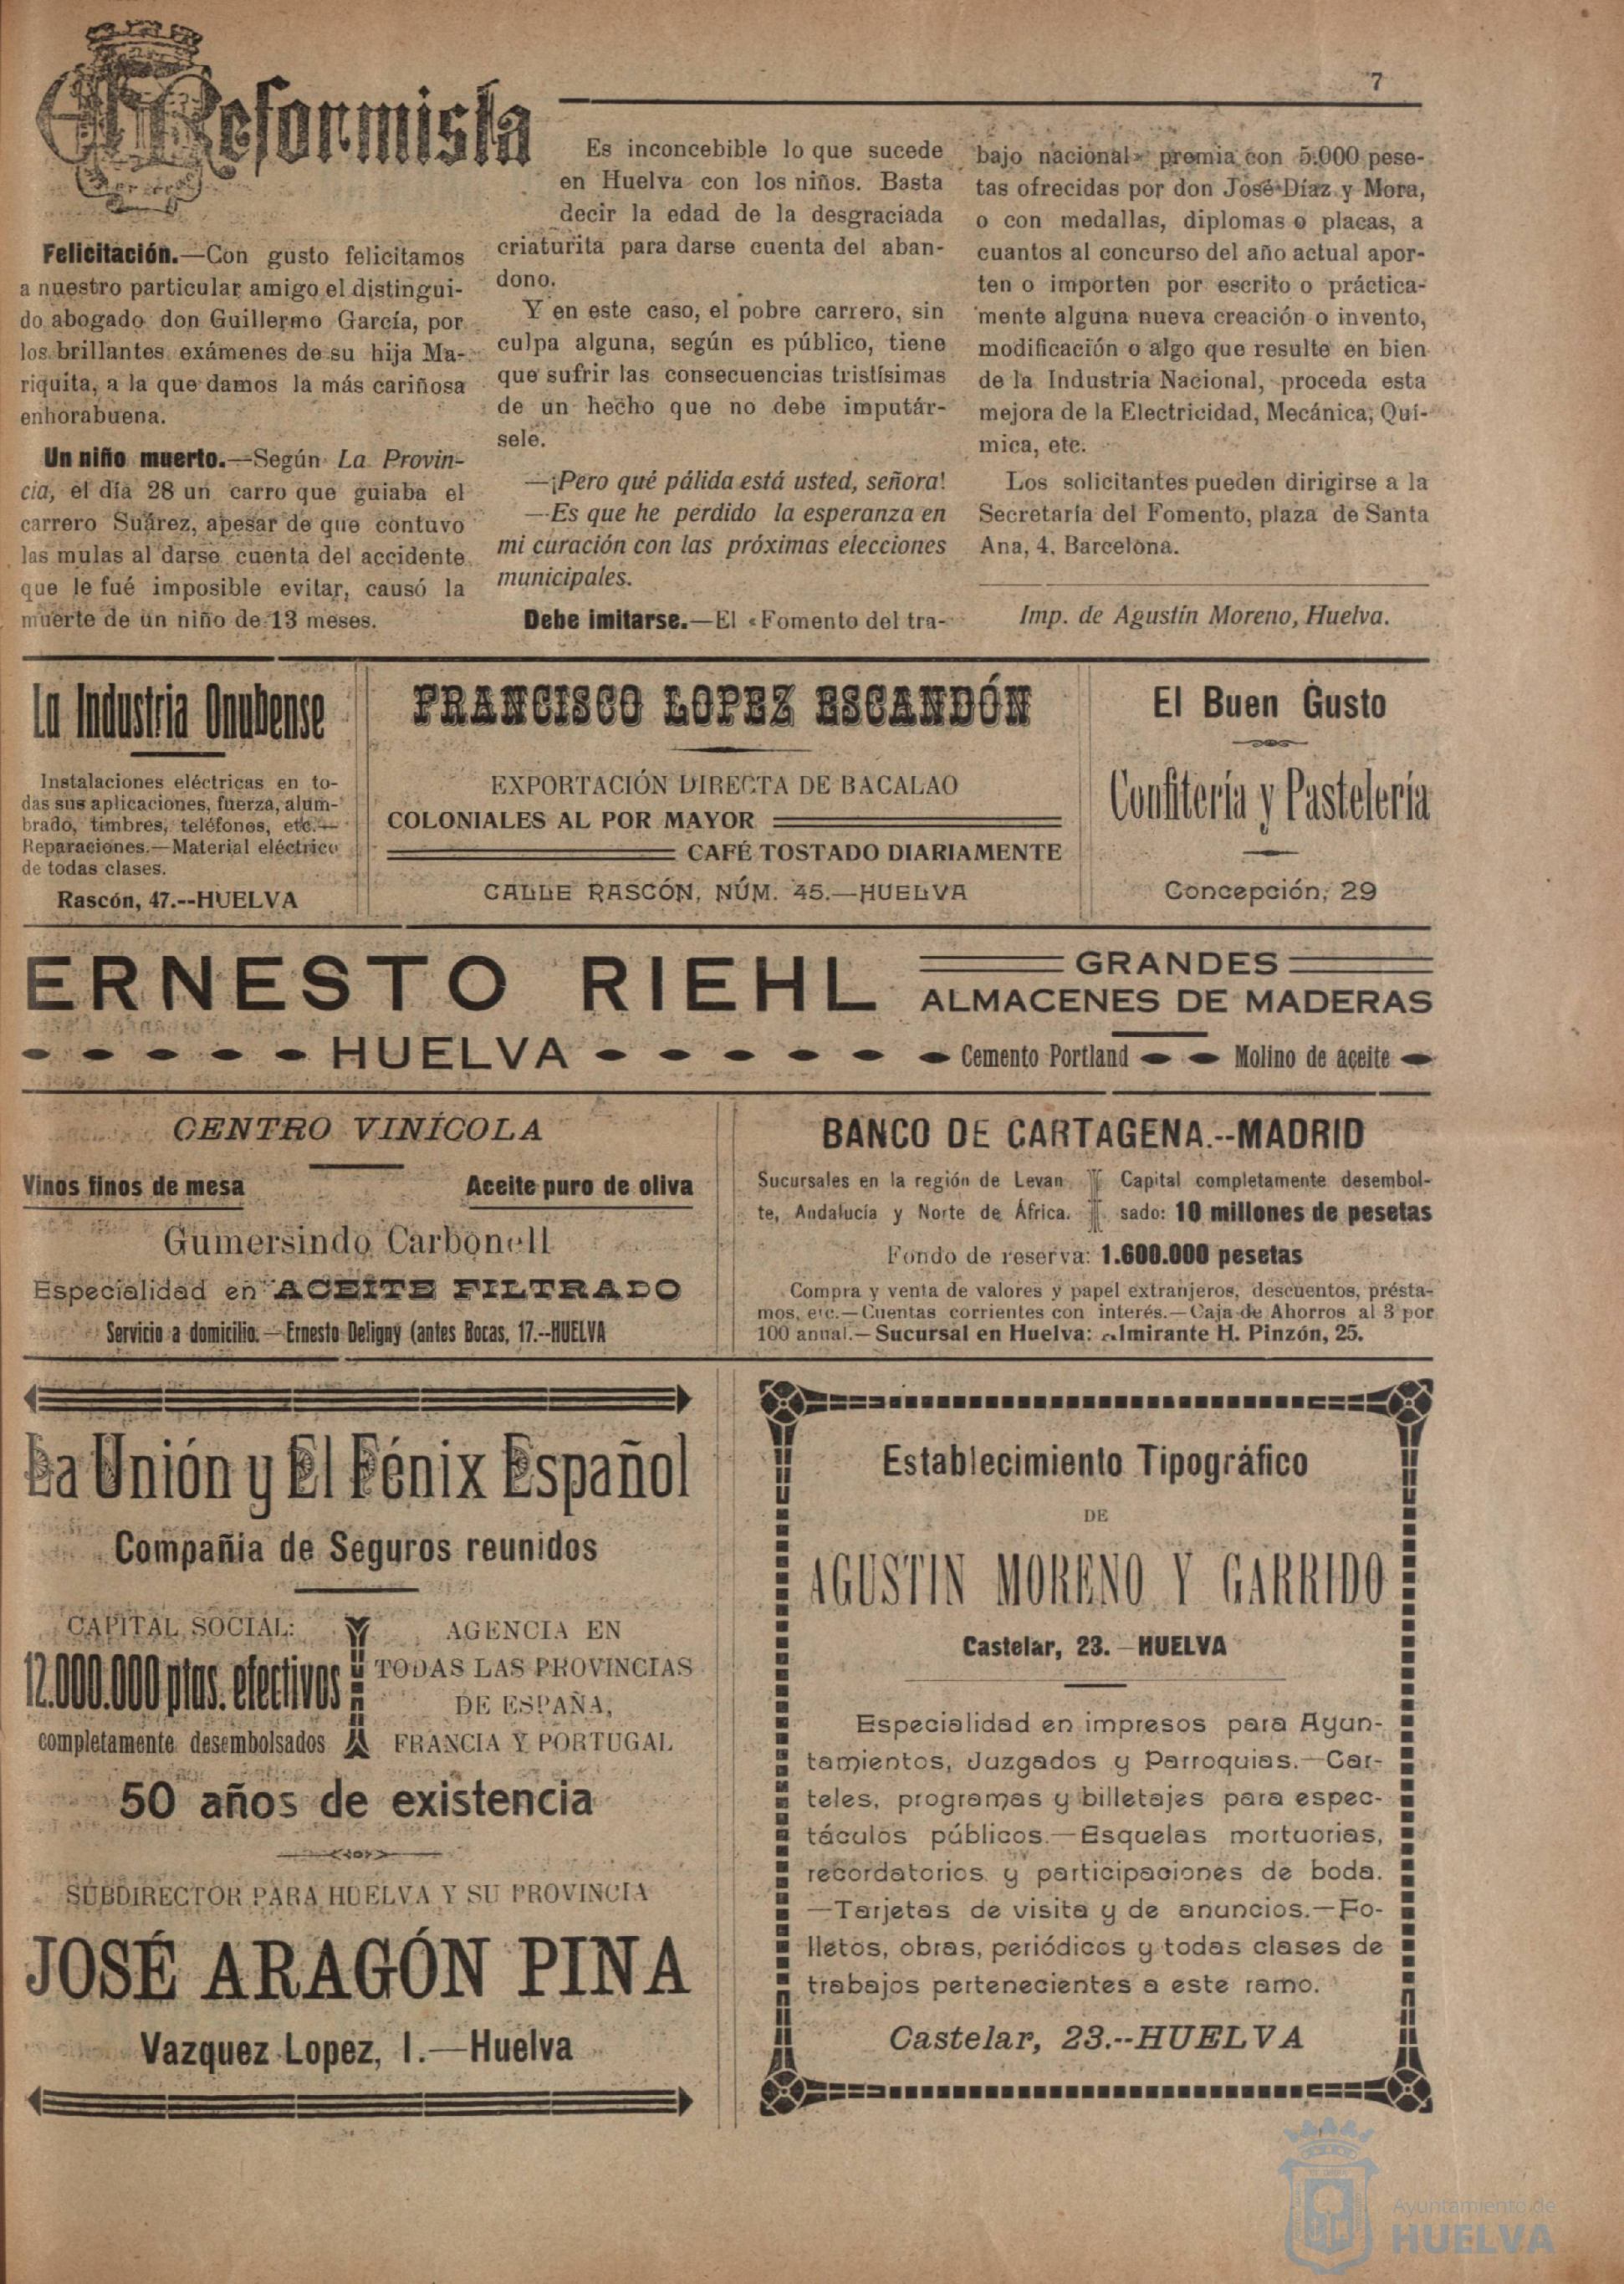 7
El Reformista
Felicitación.—Con gusto felicitamos
a nuestro particular amigo el distingui-
do abogado don Guillermo García, por
los brillantes exámenes de su hija Ma-
riquita, a la que damos la más cariñosa
enhorabuena.
Un niño muerto.—Según La Provin-
cia, el día 28 un carro que guiaba el
carrero Suárez, apesar de que contuvo
las mulas al darse cuenta del accidente
que le fué imposible evitar, causó la
muerte de un niño de 13 meses.
Es inconcebible lo que sucede
en Huelva con los niños. Basta
decir la edad de la desgraciada
criaturita para darse cuenta del aban-
dono.
Y en este caso, el pobre carrero, sin
culpa alguna, según es público, tiene
que sufrir las consecuencias tristísimas
de un hecho que no debe imputár-
sele.
—¡Pero qué pálida está usted, señora!
—Es que he perdido la esperanza en
mi curación con las próximas elecciones
municipales.
Debe imitarse.—El «Fomento del tra-
bajo nacional» premia con 5.000 pese-
tas ofrecidas por don José Díaz y Mora,
o con medallas, diplomas o placas, a
cuantos al concurso del año actual apor-
ten o importen por escrito o práctica-
mente alguna nueva creación o invento,
modificación o algo que resulte en bien
de la Industria Nacional, proceda esta
mejora de la Electricidad, Mecánica, Quí-
mica, etc.
Los solicitantes pueden dirigirse a la
Secretaría del Fomento, plaza de Santa
Ana, 4, Barcelona.
Imp. de Agustín Moreno, Huelva.
La Industria Onubense
Instalaciones eléctricas en to-
das sus aplicaciones, fuerza, alum-
brado, timbres, teléfonos, etc.—
Reparaciones.—Material eléctrico
de todas clases.
Rascón, 47.--HUELVA
FRANCISCO LOPEZ ESCANDÓN
EXPORTACIÓN DIRECTA DE BACALAO
COLONIALES AL POR MAYOR
CAFÉ TOSTADO DIARIAMENTE
CALLE RASCÓN, NÚM. 45.—HUELVA
El Buen Gusto
Confitería y Pastelería
Concepción, 29
ERNESTO RIEHL
HUELVA
GRANDES
ALMACENES DE MADERAS
Cemento Portland
Molino de aceite
CENTRO VINÍCOLA
Vinos finos de mesa
Aceite puro de oliva
Gumersindo Carbonell
Especialidad en ACEITE FILTRADO
Servicio a domicilio.—Ernesto Deligny (antes Bocas, 17.--HUELVA
BANCO DE CARTAGENA.--MADRID
Sucursales en la región de Levan
te, Andalucía y Norte de África.
Capital completamente desembol-
sado: 10 millones de pesetas
Fondo de reserva: 1.600.000 pesetas
Compra y venta de valores y papel extranjeros, descuentos, présta-
mos, etc.—Cuentas corrientes con interés.—Caja de Ahorros al 3 por
100 annal.—Sucursal en Huelva: Almirante H. Pinzón, 25.
La Unión y El Fénix Español
Compañia de Seguros reunidos
CAPITAL SOCIAL:
12.000.000 ptas. efectivos
completamente desembolsados
AGENCIA EN
TODAS LAS PROVINCIAS
DE ESPAÑA,
FRANCIA Y PORTUGAL
50 años de existencia
SUBDIRECTOR PARA HUELVA Y SU PROVINCIA
JOSÉ ARAGÓN PINA
Vazquez Lopez, 1.—Huelva
Establecimiento Tipográfico
DE
AGUSTIN MORENO Y GARRIDO
Castelar, 23.—HUELVA
Especialidad en impresos para Ayun-
tamientos, Juzgados y Parroquias.—Car-
teles, programas y billetajes para espec-
táculos públicos.—Esquelas mortuorias,
recordatorios y participaciones de boda.
—Tarjetas de visita y de anuncios.—Fo-
lletos, obras, periódicos y todas clases de
trabajos pertenecientes a este ramo.
Castelar, 23.--HUELVA
Ayuntamiento de
HUELVA